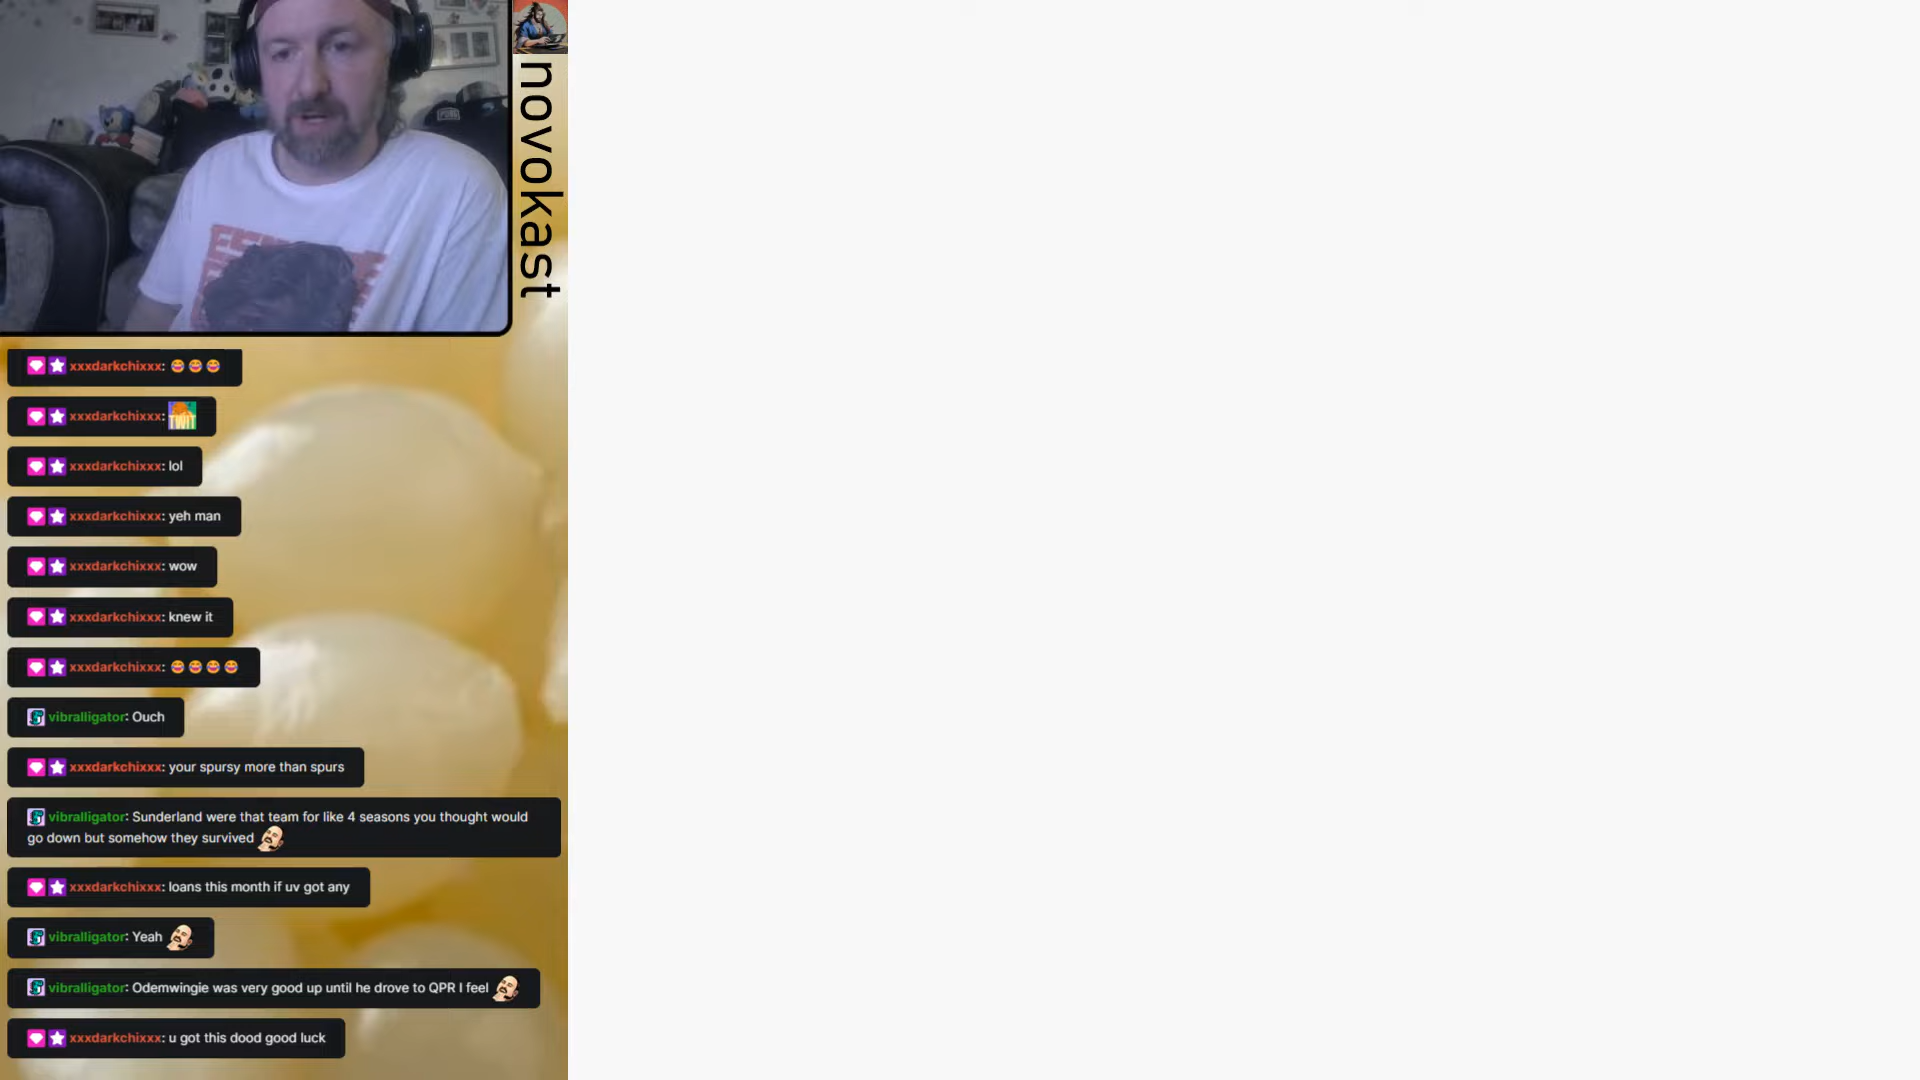 novokast
xxxdarkchixxx: 😂😂😂
xxxdarkchixxx: TWIT
xxxdarkchixxx: lol
xxxdarkchixxx: yeh man
xxxdarkchixxx: wow
xxxdarkchixxx: knew it
xxxdarkchixxx: 😂😂😂😂
vibralligator: Ouch
xxxdarkchixxx: your spursy more than spurs
vibralligator: Sunderland were that team for like 4 seasons you thought would
go down but somehow they survived
xxxdarkchixxx: loans this month if uv got any
vibralligator: Yeah
vibralligator: Odemwingie was very good up until he drove to QPR I feel
xxxdarkchixxx: u got this dood good luck